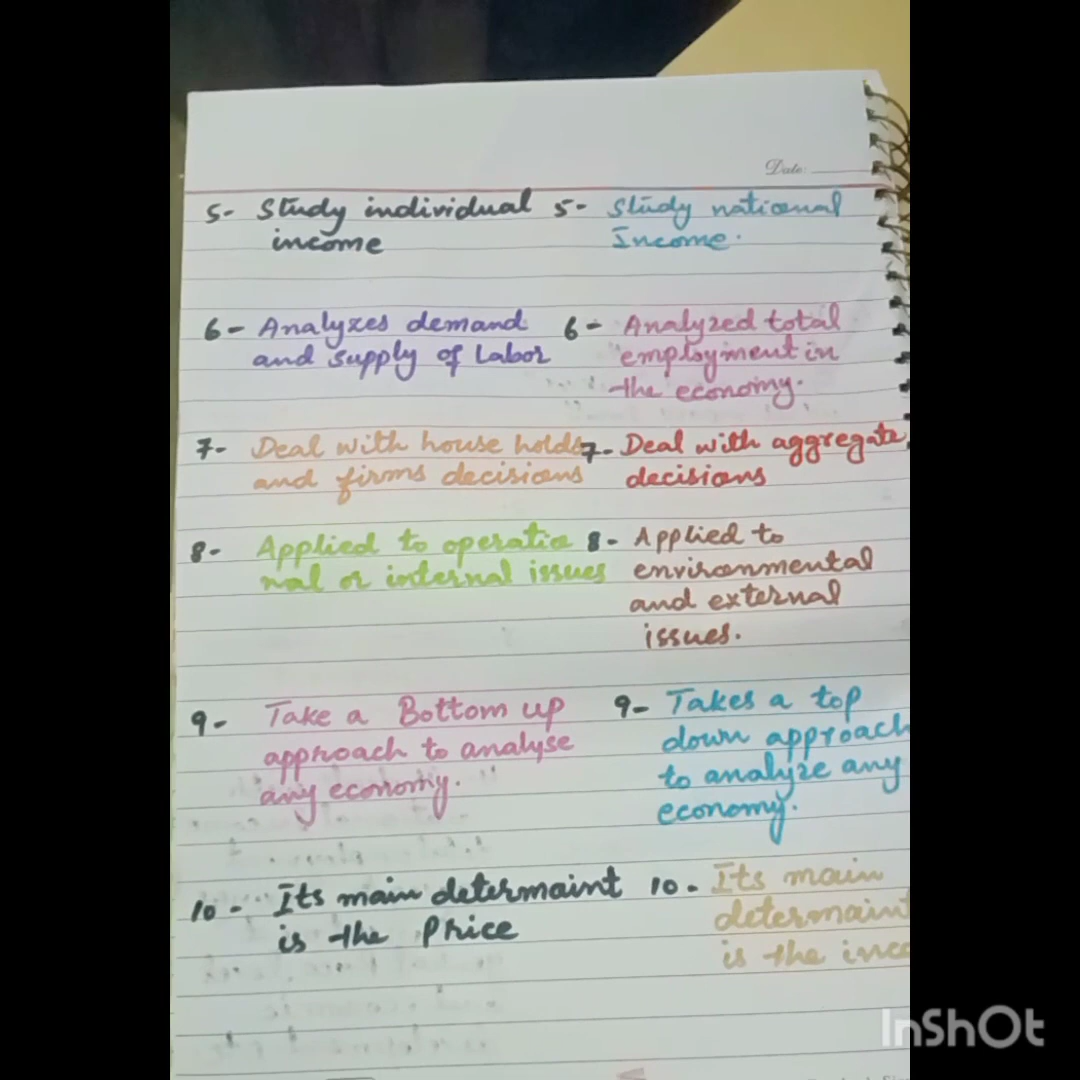 Date:
5- Study individual
income
5- Study national
Income.
6- Analyzes demand
and supply of Labor
6- Analyzed total
employment in
the economy.
7- Deal with house holds
and firms decisions
7- Deal with aggregate
decisions
8- Applied to operatio
nal or internal issues
8- Applied to
environmental
and external
issues.
9- Take a Bottom up
approach to analyse
any economy.
9- Takes a top
down approach
to analyze any
economy.
10- Its main determaint
is the Price
10- Its main
determaint
is the inco
InShOt